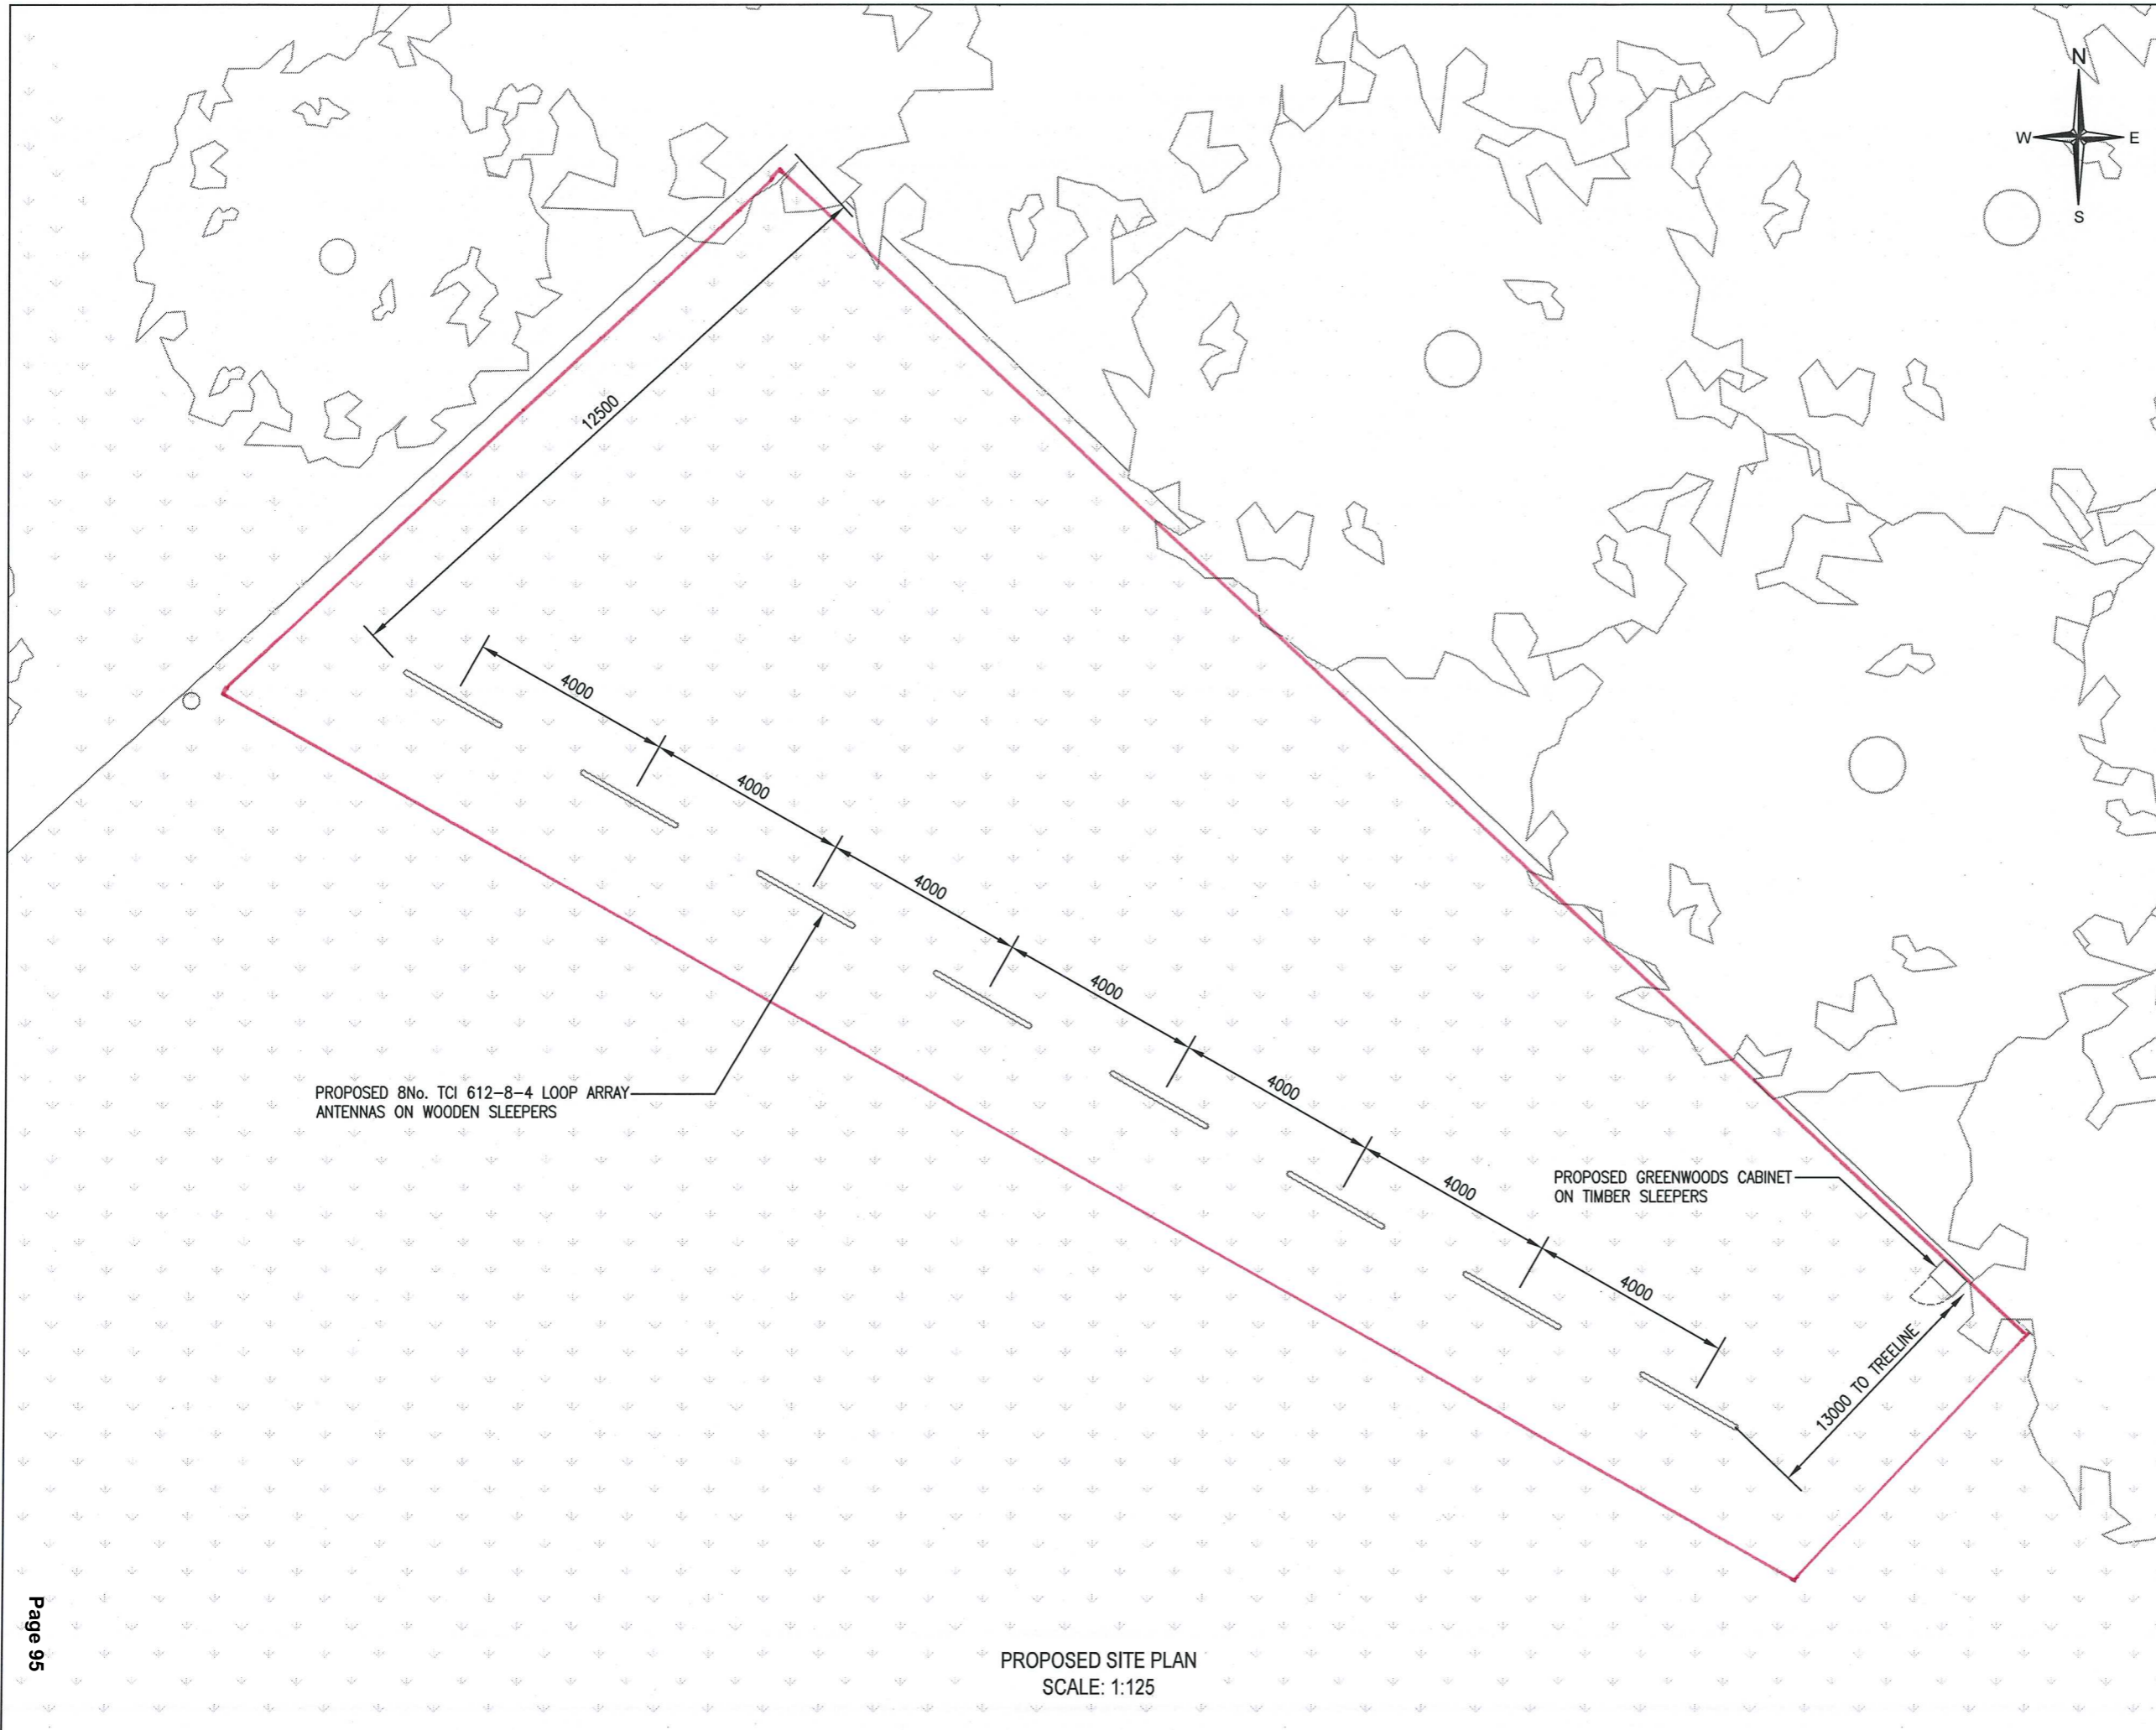 N
W
E
S
12500
4000
4000
4000
4000
4000
4000
4000
PROPOSED 8No. TCI 612-8-4 LOOP ARRAY
ANTENNAS ON WOODEN SLEEPERS
PROPOSED GREENWOODS CABINET
ON TIMBER SLEEPERS
13000 TO TREELINE
Page 95
PROPOSED SITE PLAN
SCALE: 1:125